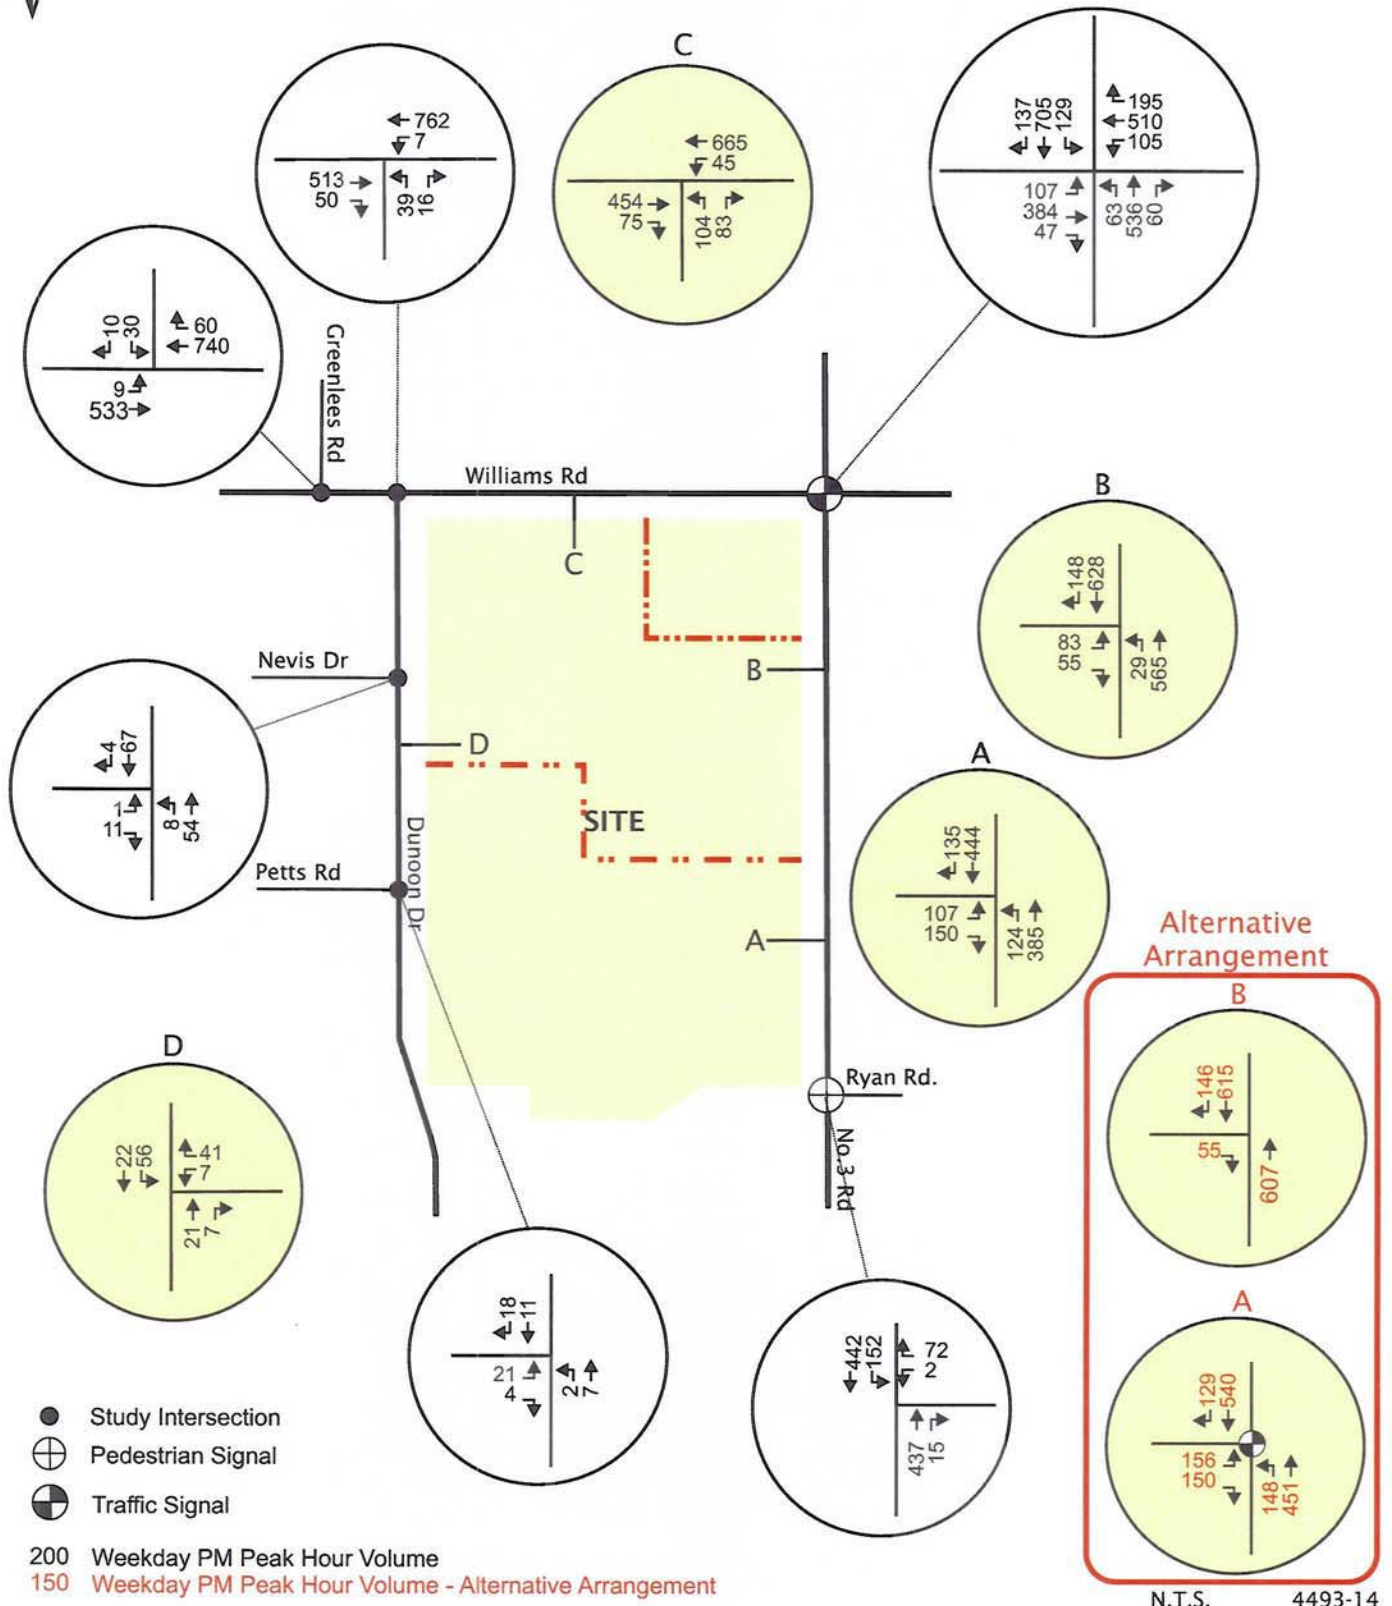 C
762
7
513
50
39
16
665
45
454
75
104
83
137
705
129
195
510
105
107
384
47
63
536
60
10
30
60
740
9
533
Greenlees Rd
Williams Rd
C
B
148
628
83
55
29
565
Nevis Dr
B
D
4
67
1
11
8
54
SITE
Dunoon Dr
Petts Rd
A
A
135
444
107
150
124
385
Alternative
Arrangement
B
146
615
55
607
Ryan Rd.
No.3 Rd
D
22
56
41
7
21
7
18
11
21
4
2
7
442
152
72
2
437
15
A
129
540
156
150
148
451
Study Intersection
Pedestrian Signal
Traffic Signal
200 Weekday PM Peak Hour Volume
150 Weekday PM Peak Hour Volume - Alternative Arrangement
N.T.S. 4493-14